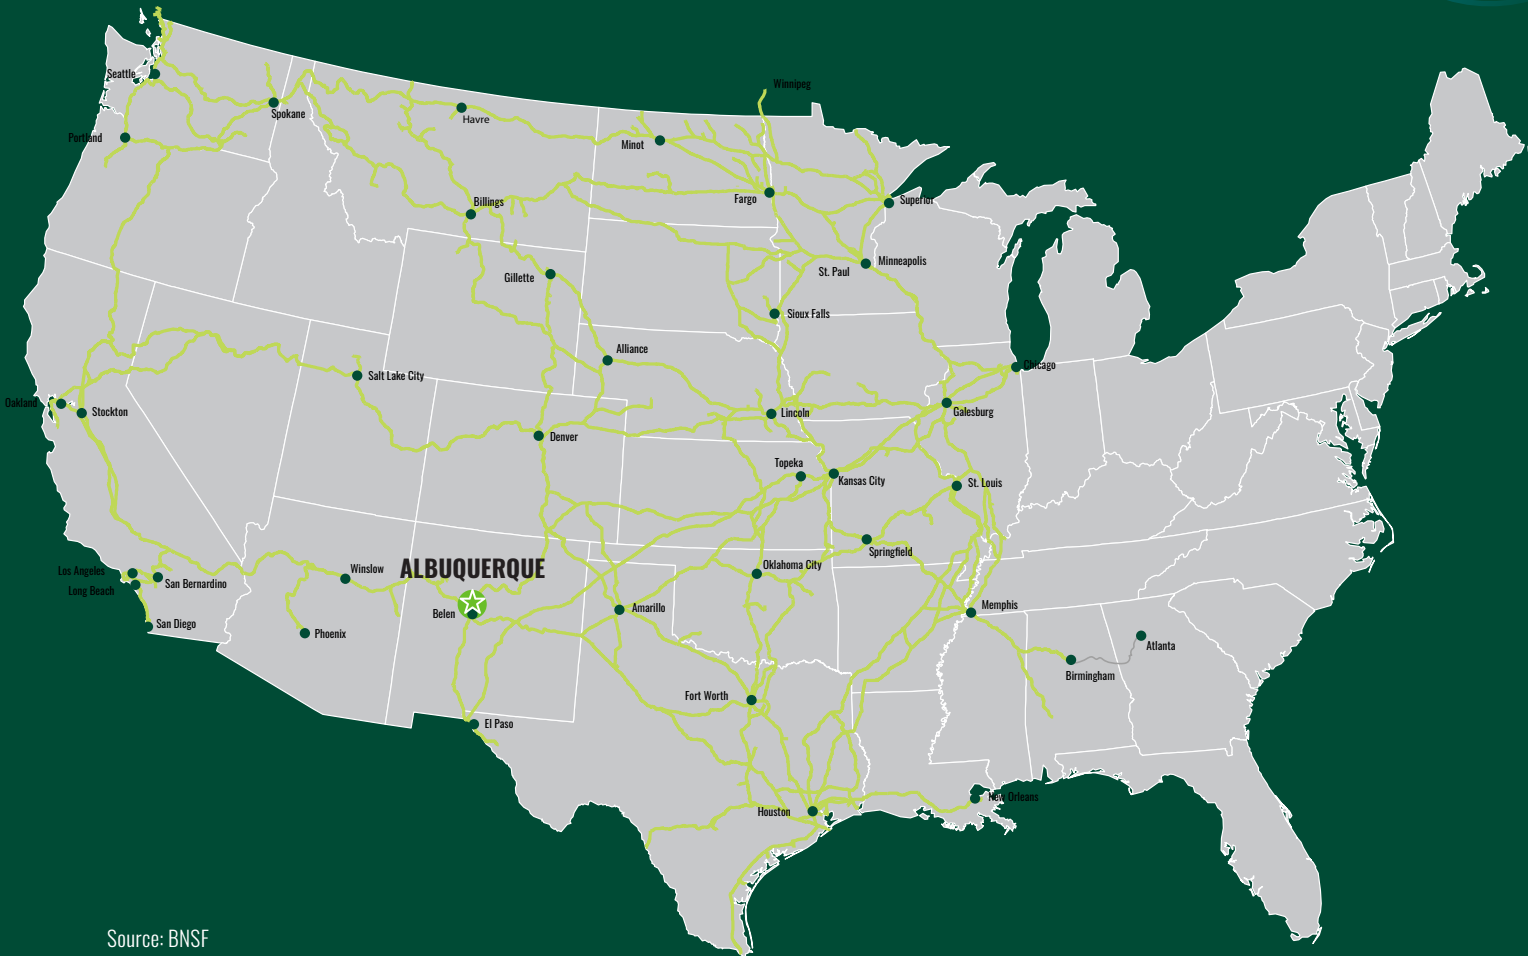 Winnipeg
Seattle
Spokane
Havre
Portland
Minot
Fargo
Superior
Billings
Minneapolis
St. Paul
Gillette
Sioux Falls
Alliance
Chicago
Salt Lake City
Oakland
Stockton
Lincoln
Galesburg
Denver
Topeka
Kansas City
St. Louis
Springfield
Oklahoma City
ALBUQUERQUE
Winslow
Los Angeles
San Bernardino
Long Beach
Belen
Amarillo
Memphis
San Diego
Phoenix
Atlanta
Birmingham
Fort Worth
El Paso
New Orleans
Houston
Source: BNSF